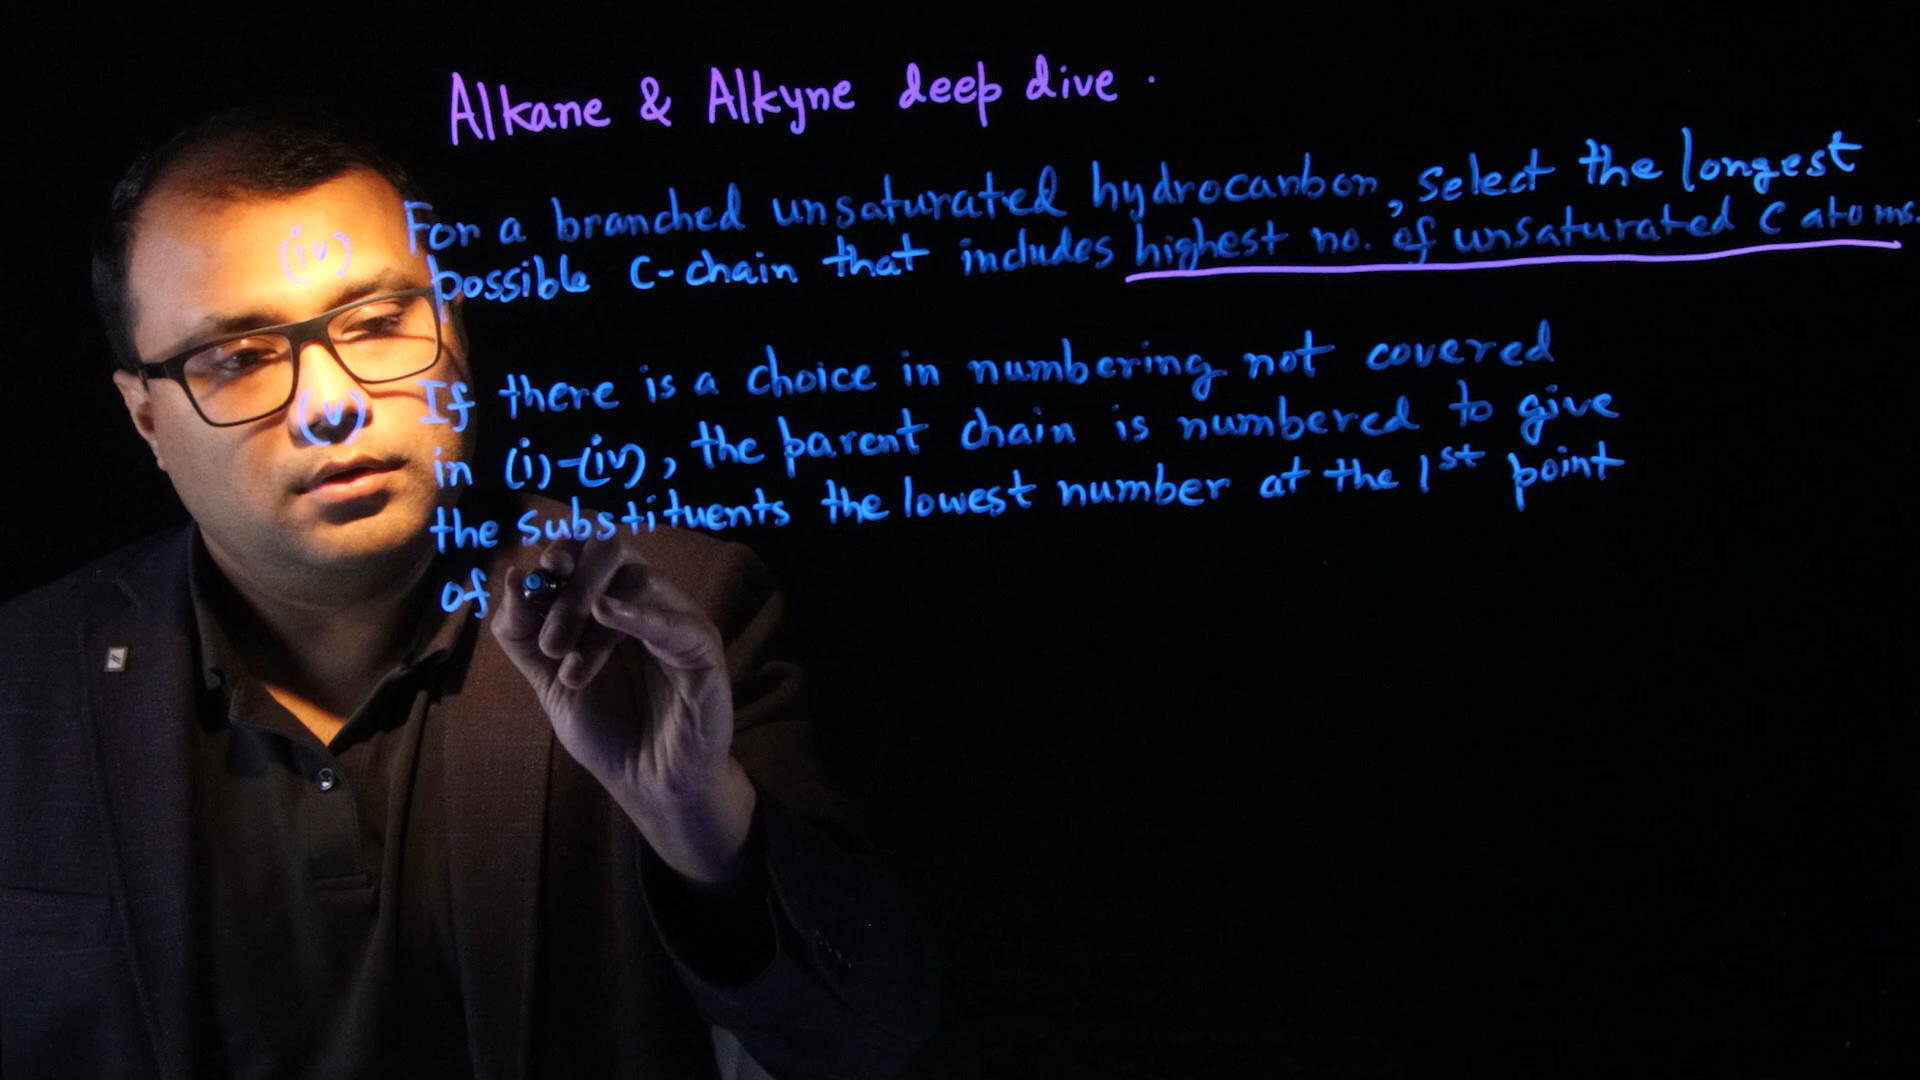 Alkane & Alkyne deep dive.
(iv) For a branched unsaturated hydrocarbon, select the longest
possible C-chain that includes highest no. of unsaturated C atoms.
(v) If there is a choice in numbering not covered
in (i)-(iv), the parent chain is numbered to give
the substituents the lowest number at the 1st point
of